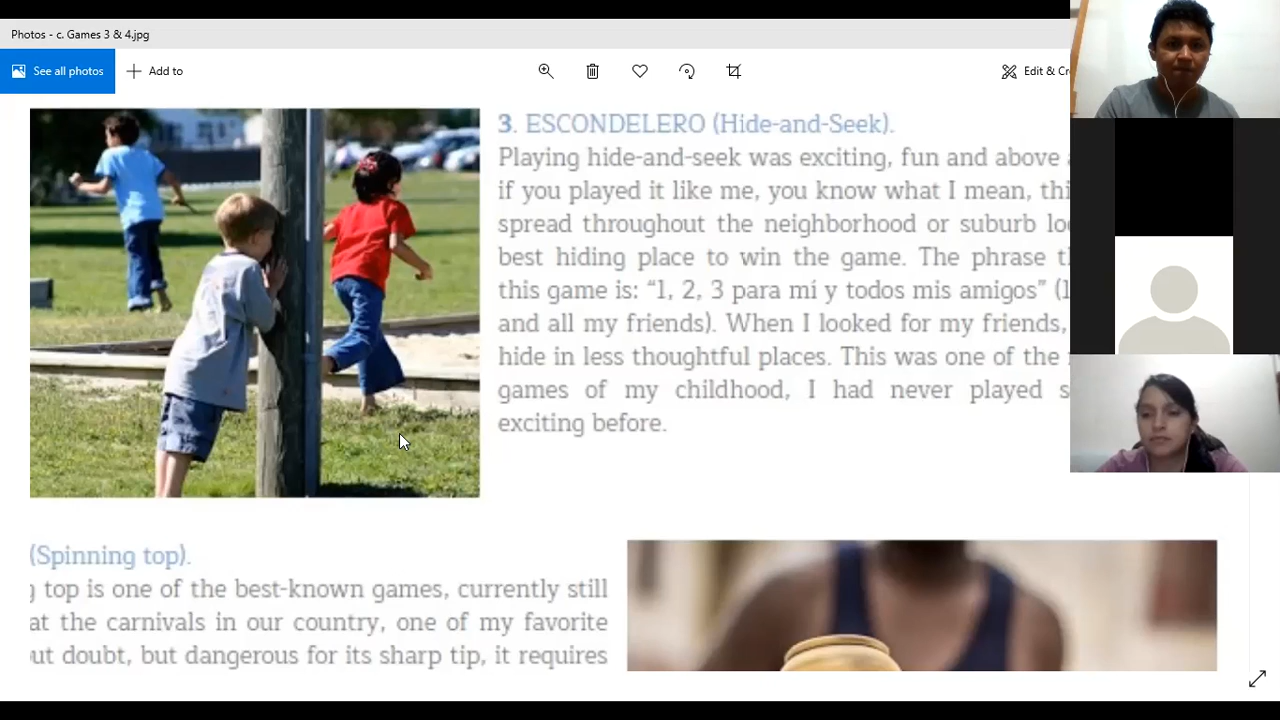 Photos - c. Games 3 & 4.jpg
See all photos
Add to
Edit &
3. ESCONDELERO (Hide-and-Seek).
Playing hide-and-seek was exciting, fun and above
if you played it like me, you know what I mean,
spread throughout the neighborhood or suburb
best hiding place to win the game. The phrase
this game is: “1, 2, 3 para mí y todos mis amigos”
and all my friends). When I looked for my friends,
hide in less thoughtful places. This was one of the
games of my childhood, I had never played
exciting before.
(Spinning top).
top is one of the best-known games, currently still
at the carnivals in our country, one of my favorite
doubt, but dangerous for its sharp tip, it requires